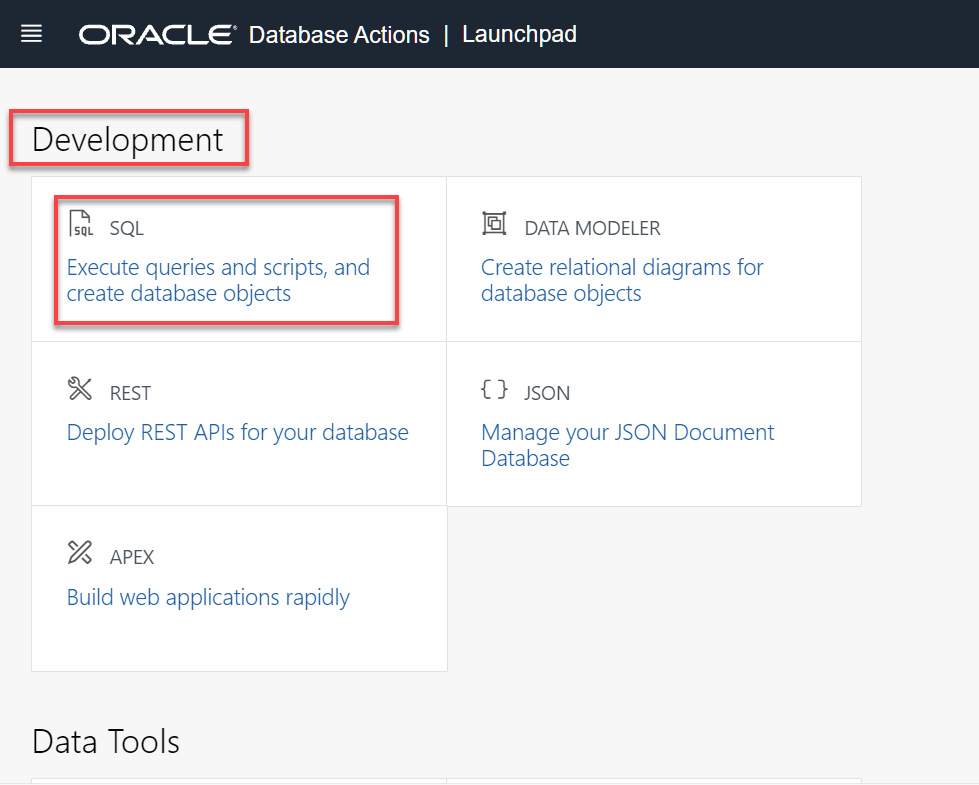 ORACLE Database Actions | Launchpad
Development
SQL
SQL
Execute queries and scripts, and
create database objects
DATA MODELER
Create relational diagrams for
database objects
REST
Deploy REST APIs for your database
{ } JSON
Manage your JSON Document
Database
APEX
Build web applications rapidly
Data Tools